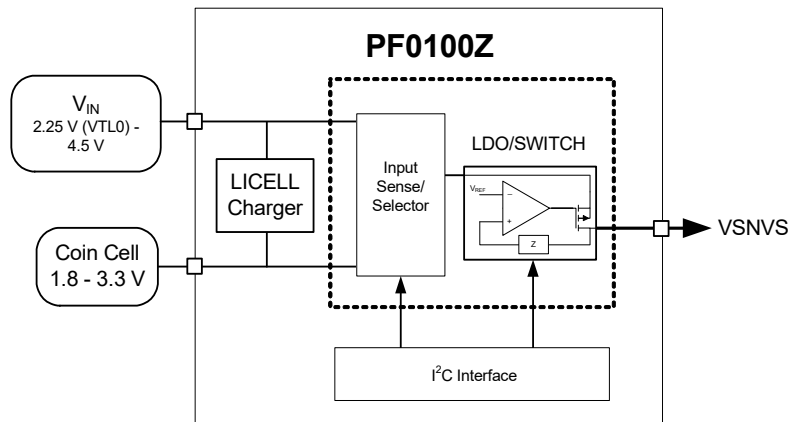 PF0100Z
V_IN
2.25 V (VTL0) -
4.5 V
LICELL
Charger
Input
Sense/
Selector
LDO/SWITCH
V_REF
−
+
Z
VSNVS
Coin Cell
1.8 - 3.3 V
I²C Interface